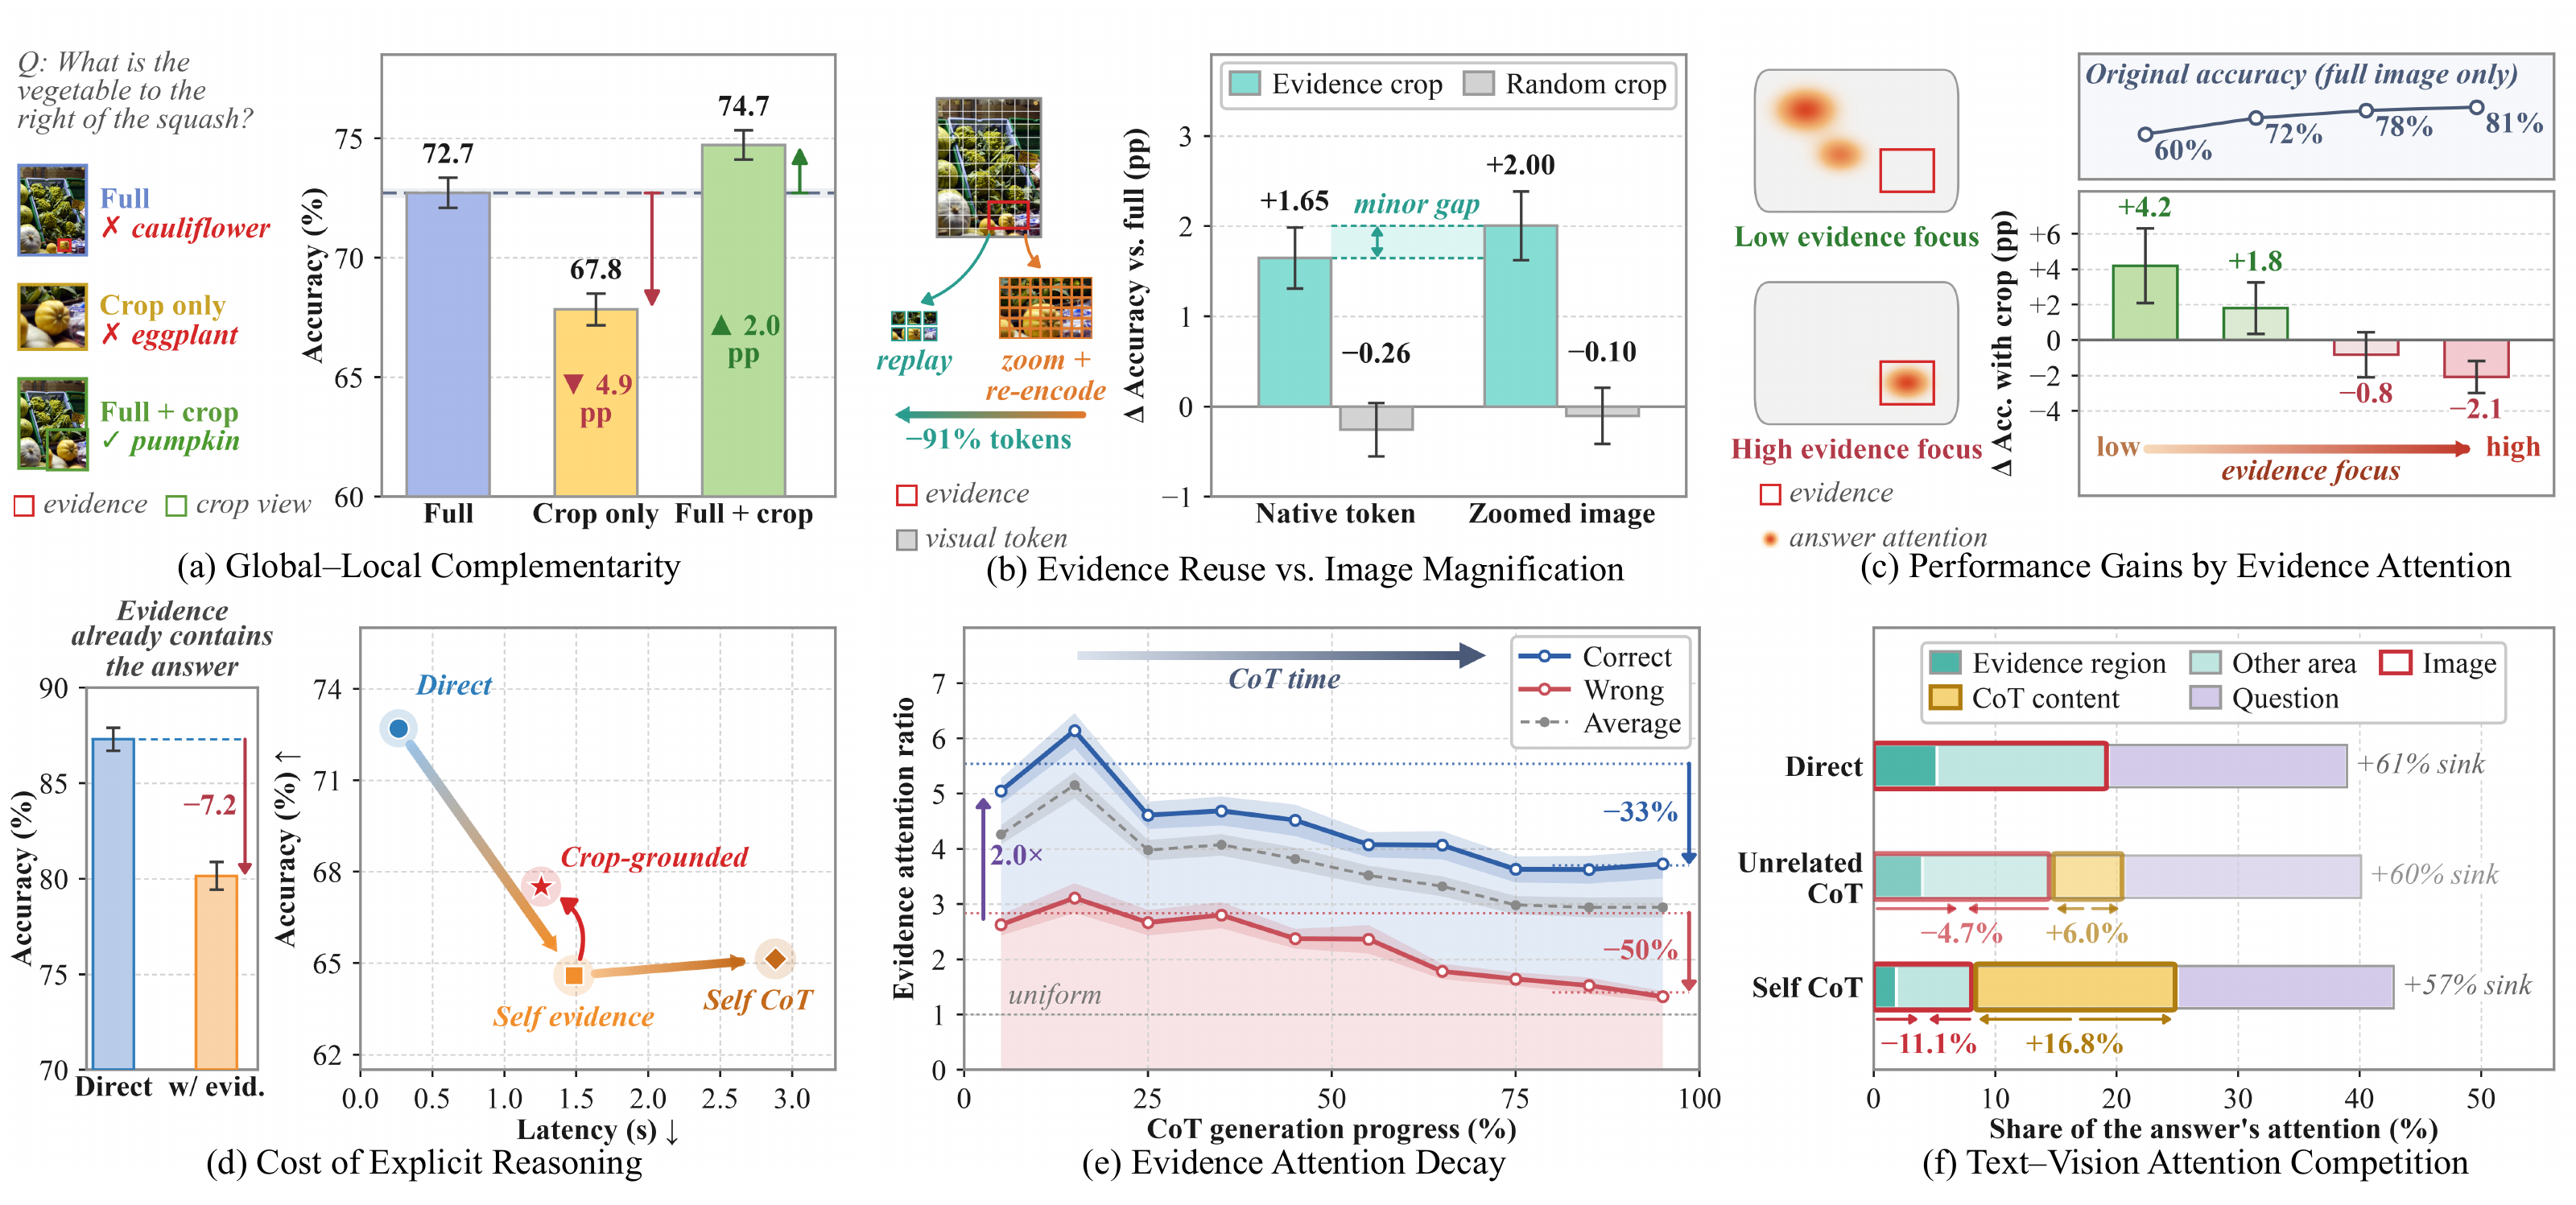 Q: What is the
vegetable to the
right of the squash?
Full
✗ cauliflower
Crop only
✗ eggplant
Full + crop
✓ pumpkin
evidence
crop view
Accuracy (%)
75
70
65
60
72.7
67.8
74.7
▼ 4.9
pp
▲ 2.0
pp
Full
Crop only
Full + crop
(a) Global–Local Complementarity
replay
zoom +
re-encode
−91% tokens
evidence
visual token
Δ Accuracy vs. full (pp)
3
2
1
0
−1
Evidence crop
Random crop
+1.65
minor gap
+2.00
−0.26
−0.10
Native token
Zoomed image
(b) Evidence Reuse vs. Image Magnification
Low evidence focus
High evidence focus
evidence
answer attention
Original accuracy (full image only)
60%
72%
78%
81%
Δ Acc. with crop (pp)
+6
+4
+2
0
−2
−4
+4.2
+1.8
−0.8
−2.1
low
high
evidence focus
(c) Performance Gains by Evidence Attention
Evidence
already contains
the answer
Accuracy (%)
90
85
80
75
70
−7.2
Direct
w/ evid.
Accuracy (%) ↑
74
71
68
65
62
Direct
Crop-grounded
Self evidence
Self CoT
0.0
0.5
1.0
1.5
2.0
2.5
3.0
Latency (s) ↓
(d) Cost of Explicit Reasoning
Evidence attention ratio
7
6
5
4
3
2
1
0
CoT time
Correct
Wrong
Average
2.0×
−33%
−50%
uniform
0
25
50
75
100
CoT generation progress (%)
(e) Evidence Attention Decay
Evidence region
Other area
Image
CoT content
Question
Direct
+61% sink
Unrelated
CoT
+60% sink
−4.7%
+6.0%
Self CoT
+57% sink
−11.1%
+16.8%
0
10
20
30
40
50
Share of the answer's attention (%)
(f) Text–Vision Attention Competition